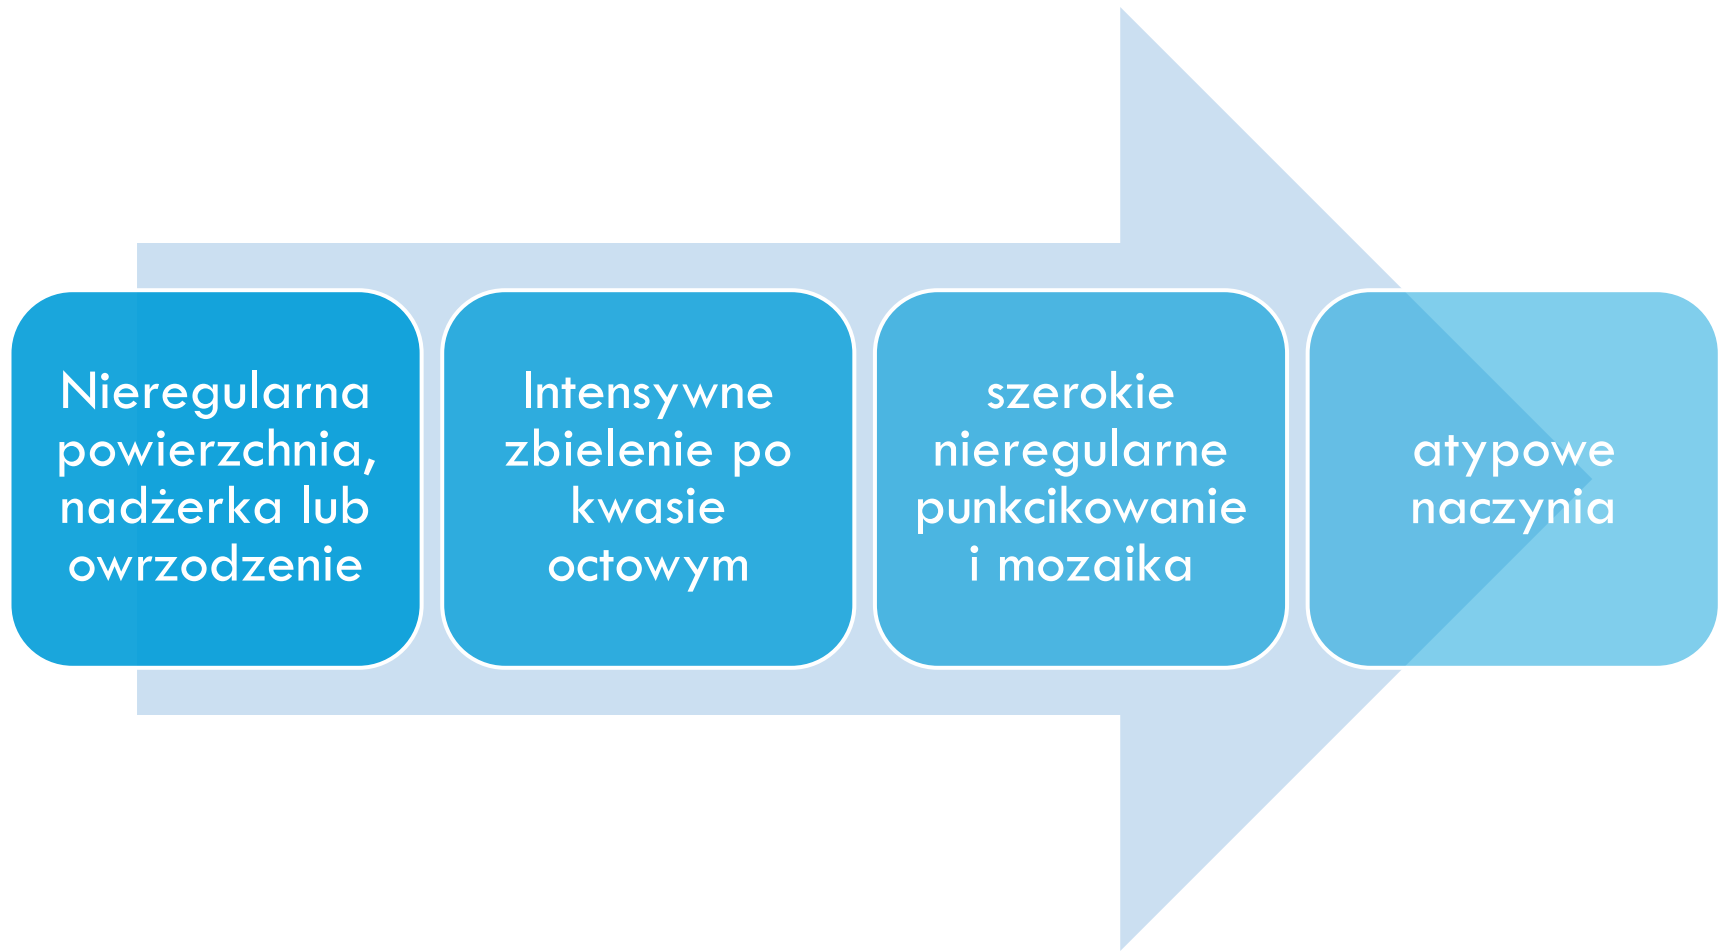 Nieregularna
powierzchnia,
nadżerka lub
owrzodzenie
Intensywne
zbielenie po
kwasie
octowym
szerokie
nieregularne
punkcikowanie
i mozaika
atypowe
naczynia